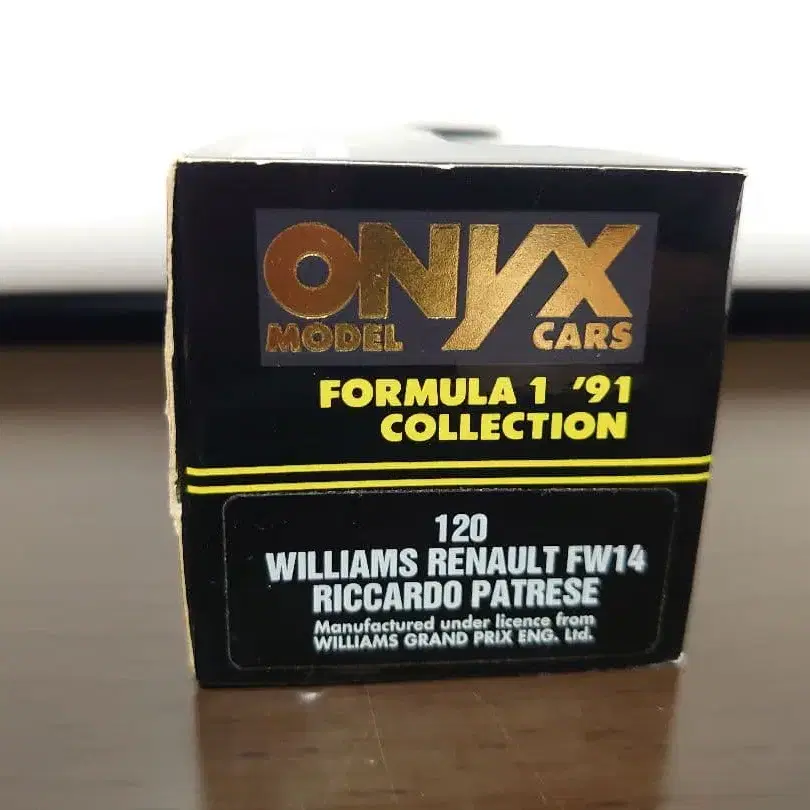 ONYX
MODEL CARS
FORMULA 1 '91
COLLECTION
120
WILLIAMS RENAULT FW14
RICCARDO PATRESE
Manufactured under licence from
WILLIAMS GRAND PRIX ENG. Ltd.